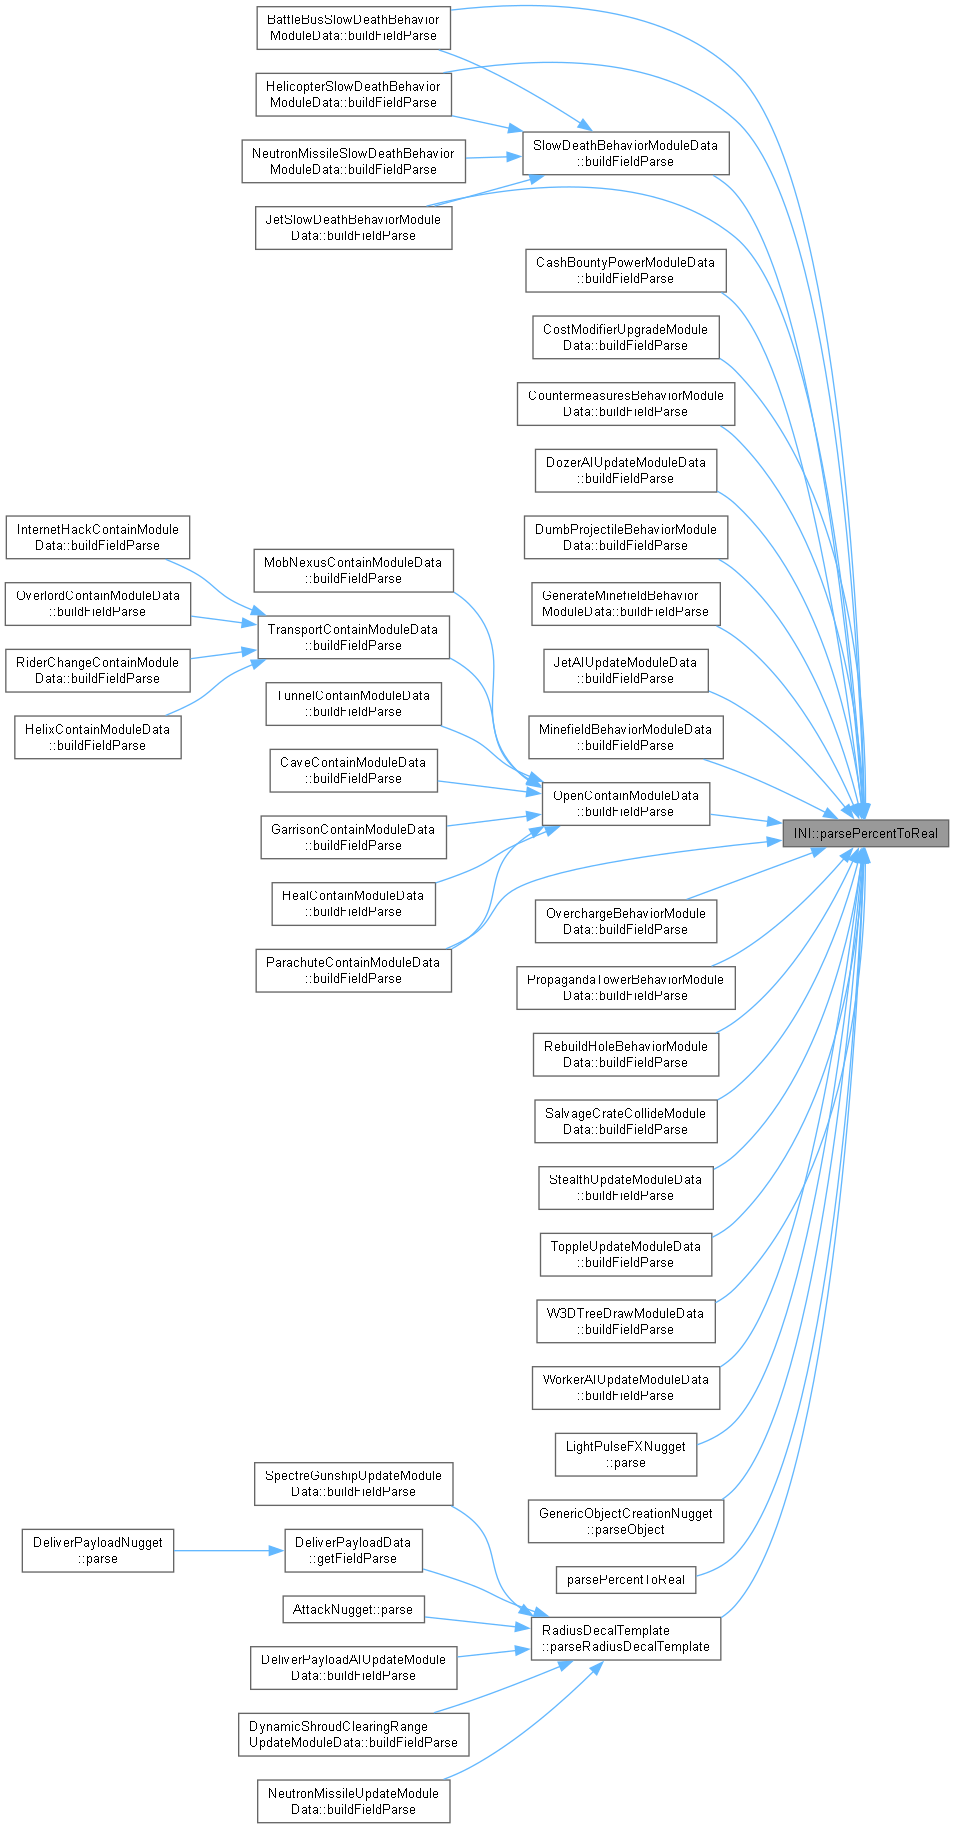 BattleBusSlowDeathBehavior
ModuleData::buildFieldParse
HelicopterSlowDeathBehavior
ModuleData::buildFieldParse
SlowDeathBehaviorModuleData
::buildFieldParse
NeutronMissileSlowDeathBehavior
ModuleData::buildFieldParse
JetSlowDeathBehaviorModule
Data::buildFieldParse
CashBountyPowerModuleData
::buildFieldParse
CostModifierUpgradeModule
Data::buildFieldParse
CountermeasuresBehaviorModule
Data::buildFieldParse
DozerAIUpdateModuleData
::buildFieldParse
DumbProjectileBehaviorModule
Data::buildFieldParse
InternetHackContainModule
Data::buildFieldParse
MobNexusContainModuleData
::buildFieldParse
OverlordContainModuleData
::buildFieldParse
GenerateMinefieldBehavior
ModuleData::buildFieldParse
TransportContainModuleData
::buildFieldParse
RiderChangeContainModule
Data::buildFieldParse
JetAIUpdateModuleData
::buildFieldParse
TunnelContainModuleData
::buildFieldParse
HelixContainModuleData
::buildFieldParse
MinefieldBehaviorModuleData
::buildFieldParse
CaveContainModuleData
::buildFieldParse
OpenContainModuleData
::buildFieldParse
INI::parsePercentToReal
GarrisonContainModuleData
::buildFieldParse
HealContainModuleData
::buildFieldParse
OverchargeBehaviorModule
Data::buildFieldParse
ParachuteContainModuleData
::buildFieldParse
PropagandaTowerBehaviorModule
Data::buildFieldParse
RebuildHoleBehaviorModule
Data::buildFieldParse
SalvageCrateCollideModule
Data::buildFieldParse
StealthUpdateModuleData
::buildFieldParse
ToppleUpdateModuleData
::buildFieldParse
W3DTreeDrawModuleData
::buildFieldParse
WorkerAIUpdateModuleData
::buildFieldParse
LightPulseFXNugget
::parse
SpectreGunshipUpdateModule
Data::buildFieldParse
GenericObjectCreationNugget
::parseObject
DeliverPayloadNugget
::parse
DeliverPayloadData
::getFieldParse
parsePercentToReal
AttackNugget::parse
RadiusDecalTemplate
::parseRadiusDecalTemplate
DeliverPayloadAIUpdateModule
Data::buildFieldParse
DynamicShroudClearingRange
UpdateModuleData::buildFieldParse
NeutronMissileUpdateModule
Data::buildFieldParse